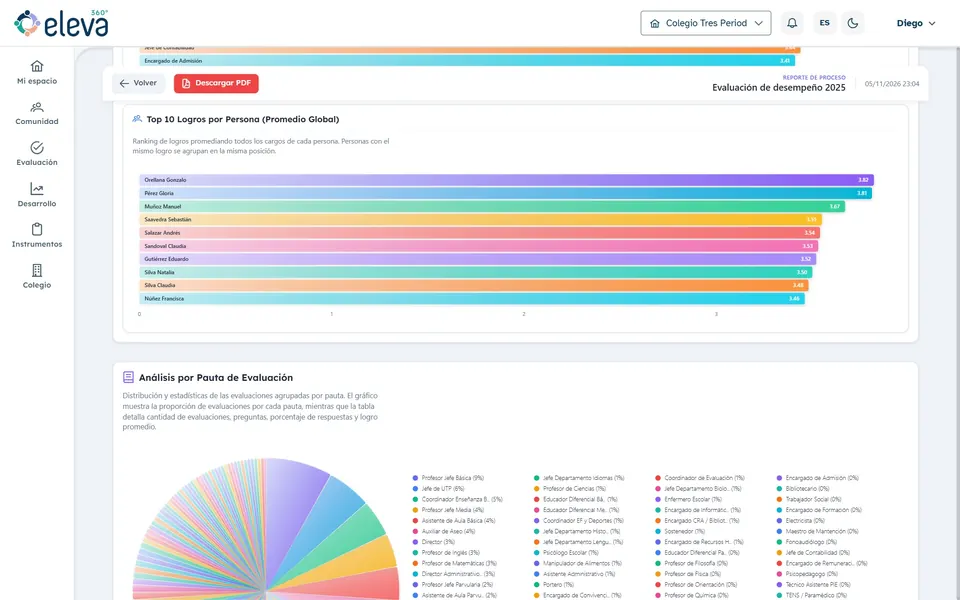 eleva 360°
Colegio Tres Period
ES
Diego
Mi espacio
Comunidad
Evaluación
Desarrollo
Instrumentos
Colegio
Jefe de Contabilidad
Encargado de Admisión 3.41
Volver
Descargar PDF
REPORTE DE PROCESO
Evaluación de desempeño 2025
05/11/2026 23:04
Top 10 Logros por Persona (Promedio Global)
Ranking de logros promediando todos los cargos de cada persona. Personas con el
mismo logro se agrupan en la misma posición.
Orellana Gonzalo 3.82
Pérez Gloria 3.81
Muñoz Manuel 3.67
Saavedra Sebastián 3.55
Salazar Andrés 3.54
Sandoval Claudia 3.53
Gutiérrez Eduardo 3.52
Silva Natalia 3.50
Silva Claudia 3.48
Núñez Francisca 3.46
0 1 2 3
Análisis por Pauta de Evaluación
Distribución y estadísticas de las evaluaciones agrupadas por pauta. El gráfico
muestra la proporción de evaluaciones por cada pauta, mientras que la tabla
detalla cantidad de evaluaciones, preguntas, porcentaje de respuestas y logro
promedio.
Profesor Jefe Básica (9%)
Jefe de UTP (6%)
Coordinador Enseñanza B... (5%)
Profesor Jefe Media (4%)
Asistente de Aula Básica (4%)
Auxiliar de Aseo (4%)
Director (3%)
Profesor de Inglés (3%)
Profesor de Matemáticas (3%)
Director Administrativo... (3%)
Profesor Jefe Parvularia (2%)
Asistente de Aula Parvu... (2%)
Jefe Departamento Idiomas (1%)
Profesor de Ciencias (1%)
Educador Diferencial Bá... (1%)
Educador Diferencial Me... (1%)
Coordinador EF y Deportes (1%)
Jefe Departamento Histo... (1%)
Jefe Departamento Lengu... (1%)
Psicólogo Escolar (1%)
Manipulador de Alimentos (1%)
Asistente Administrativo (1%)
Portero (1%)
Encargado de Convivenci... (1%)
Coordinador de Evaluación (1%)
Jefe Departamento Biolo... (1%)
Enfermero Escolar (1%)
Encargado de Informátic... (1%)
Encargado CRA / Bibliot... (1%)
Sostenedor (1%)
Encargado de Recursos H... (1%)
Educador Diferencial Pa... (0%)
Profesor de Filosofía (0%)
Profesor de Física (0%)
Profesor de Orientación (0%)
Profesor de Química (0%)
Encargado de Admisión (0%)
Bibliotecario (0%)
Trabajador Social (0%)
Encargado de Formación (0%)
Electricista (0%)
Maestro de Mantención (0%)
Fonoaudiólogo (0%)
Jefe de Contabilidad (0%)
Encargado de Remuneraci... (0%)
Psicopedagogo (0%)
Técnico Asistente PIE (0%)
TENS / Paramédico (0%)